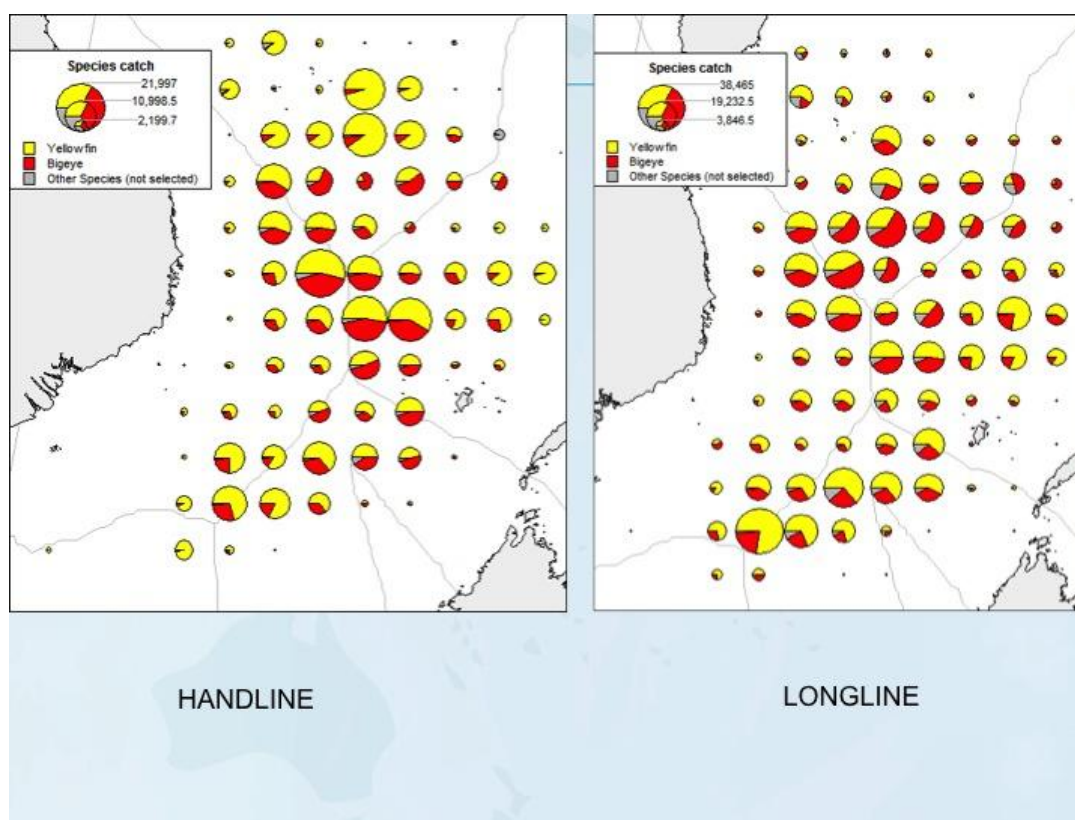 Species catch
21,997
10,998.5
2,199.7
Yellowfin
Bigeye
Other Species (not selected)
Species catch
38,465
19,232.5
3,846.5
Yellowfin
Bigeye
Other Species (not selected)
HANDLINE
LONGLINE